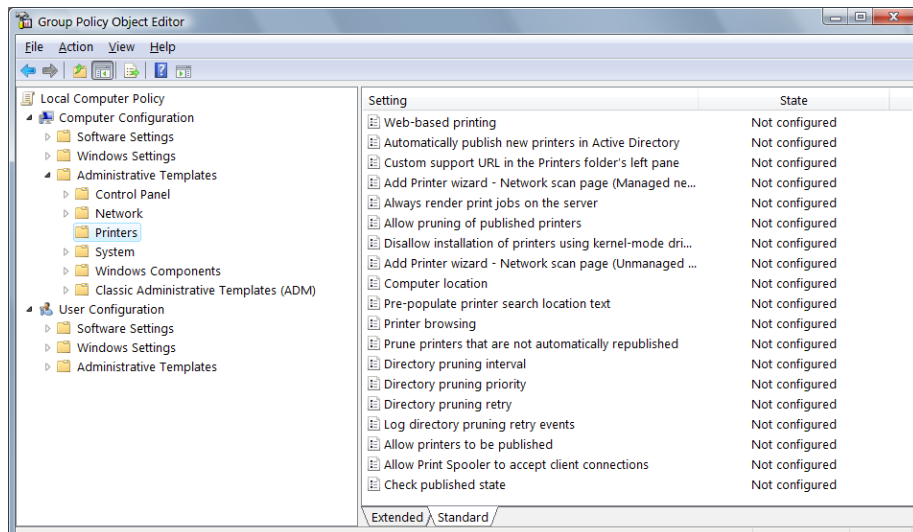 Group Policy Object Editor
File Action View Help
Local Computer Policy
Computer Configuration
Software Settings
Windows Settings
Administrative Templates
Control Panel
Network
Printers
System
Windows Components
Classic Administrative Templates (ADM)
User Configuration
Software Settings
Windows Settings
Administrative Templates
Setting State
Web-based printing Not configured
Automatically publish new printers in Active Directory Not configured
Custom support URL in the Printers folder's left pane Not configured
Add Printer wizard - Network scan page (Managed ne... Not configured
Always render print jobs on the server Not configured
Allow pruning of published printers Not configured
Disallow installation of printers using kernel-mode dri... Not configured
Add Printer wizard - Network scan page (Unmanaged ... Not configured
Computer location Not configured
Pre-populate printer search location text Not configured
Printer browsing Not configured
Prune printers that are not automatically republished Not configured
Directory pruning interval Not configured
Directory pruning priority Not configured
Directory pruning retry Not configured
Log directory pruning retry events Not configured
Allow printers to be published Not configured
Allow Print Spooler to accept client connections Not configured
Check published state Not configured
Extended Standard